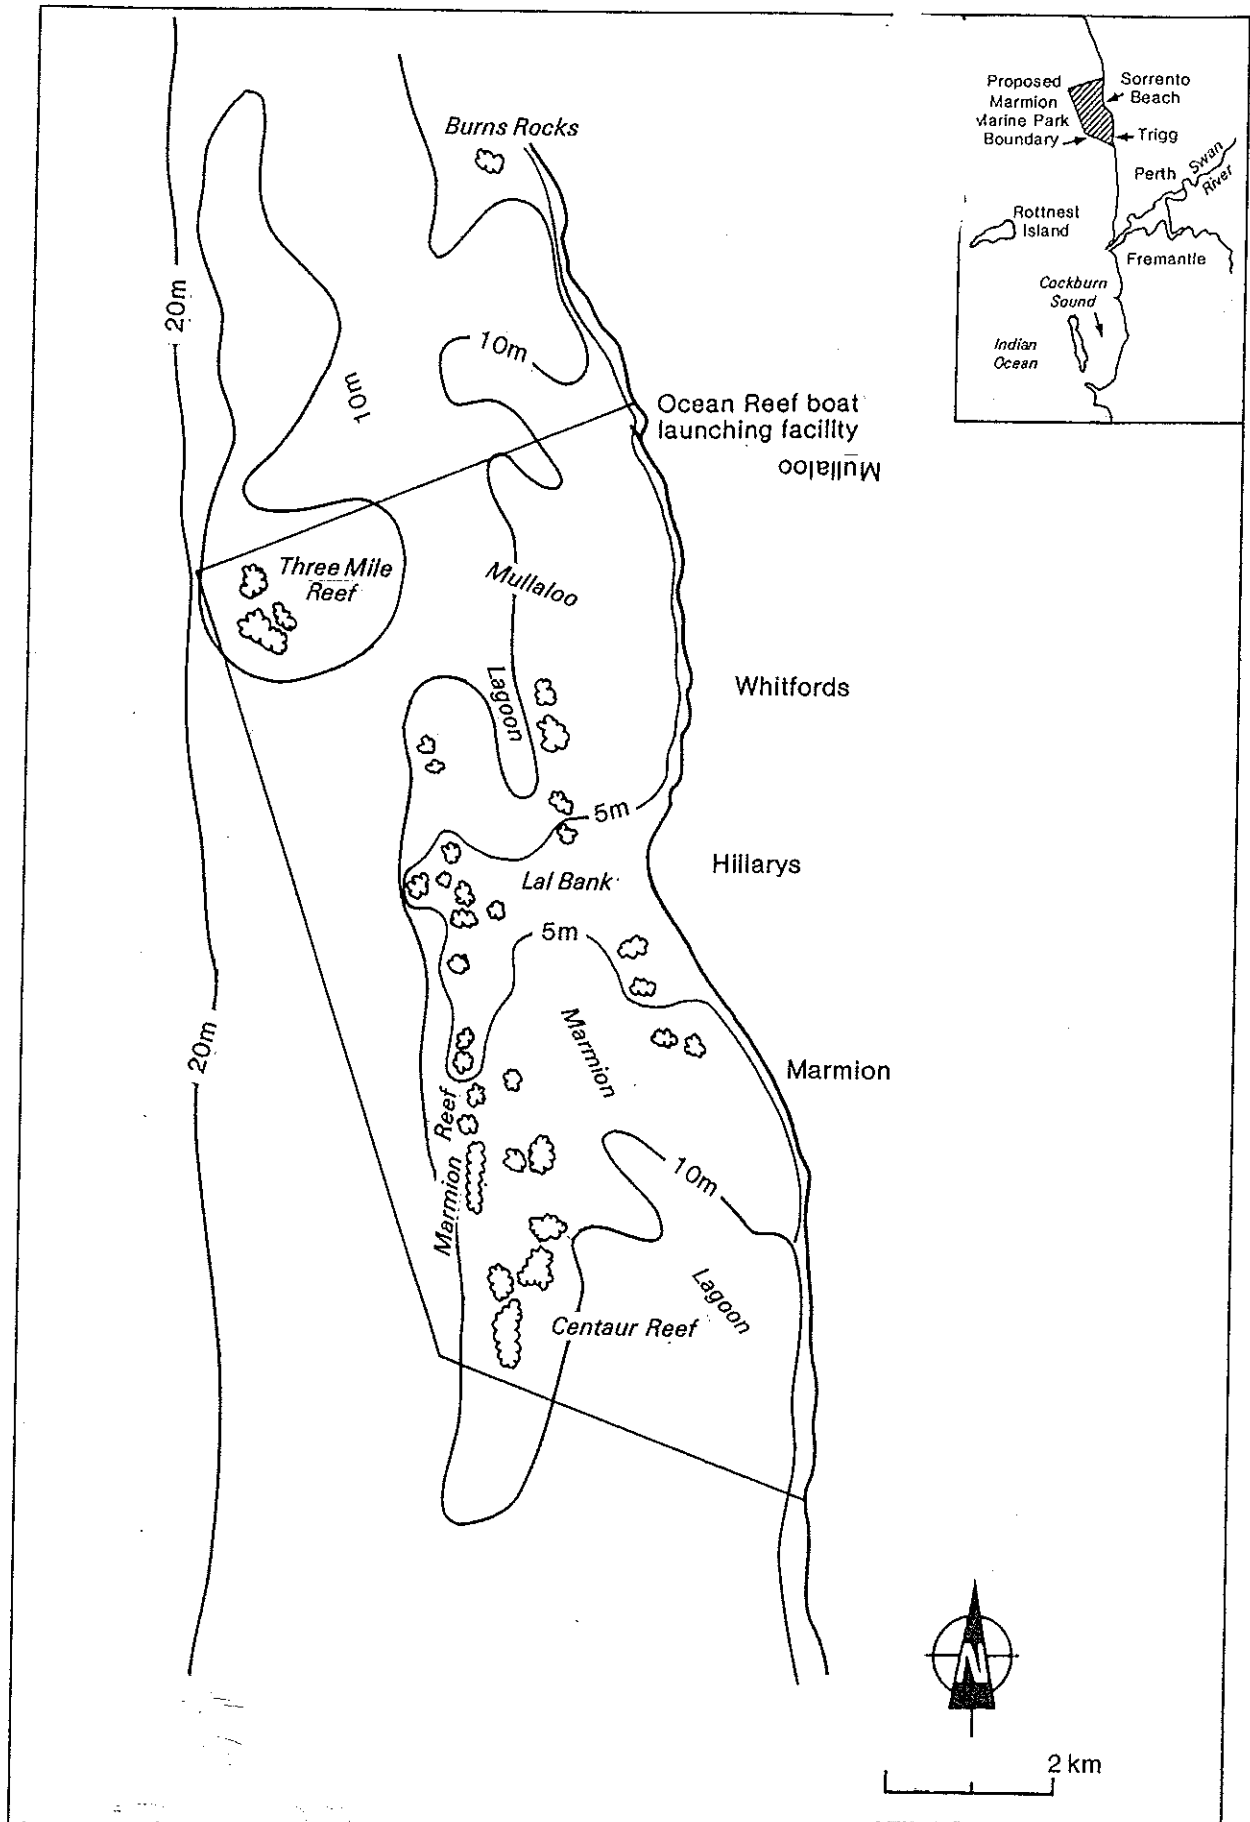 Burns Rocks
20m
10m
10m
Ocean Reef boat
launching facility
Mullaloo
Three Mile
Reef
Mullaloo
Lagoon
Whitfords
5m
Hillarys
Lal Bank
5m
20m
Marmion
Marmion
Marmion Reef
10m
Lagoon
Centaur Reef
N
2 km
Proposed
Marmion
Marine Park
Boundary
Sorrento
Beach
Trigg
Perth
Swan
River
Rottnest
Island
Fremantle
Cockburn
Sound
Indian
Ocean